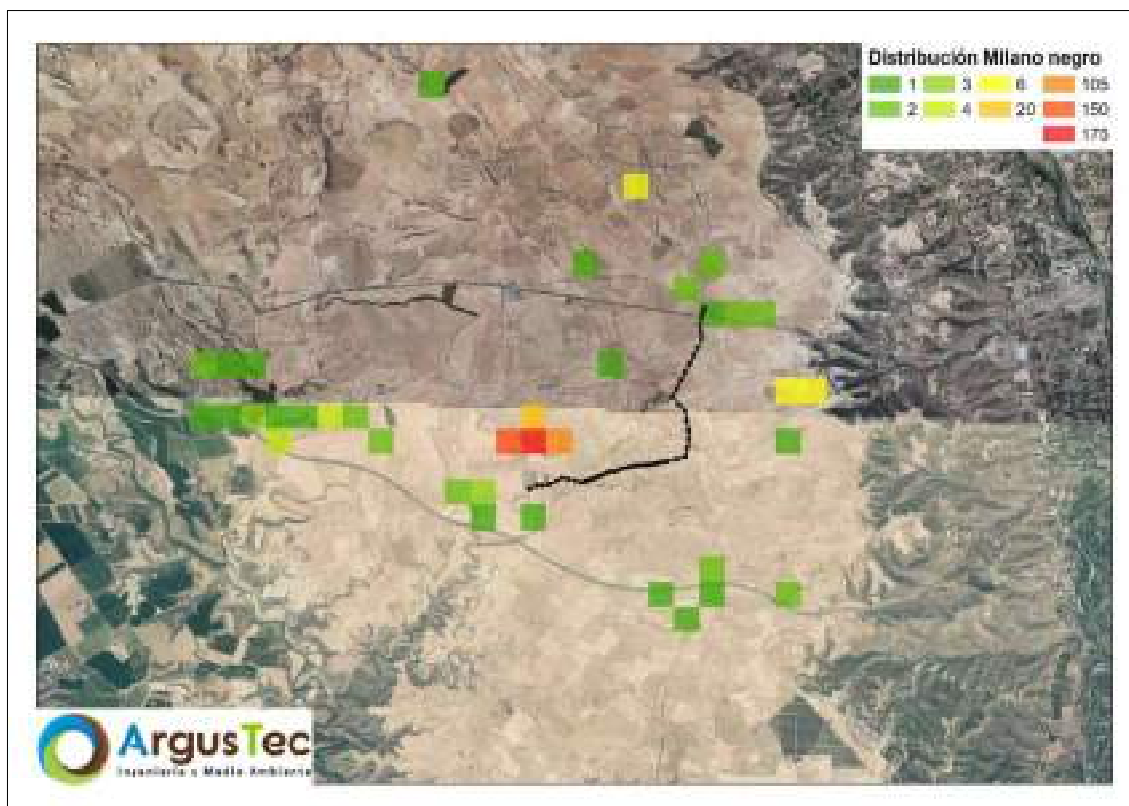 Distribución Milano negro
1 3 6 105
2 4 20 150
175
ArgusTec
Ingeniería y Medio Ambiente